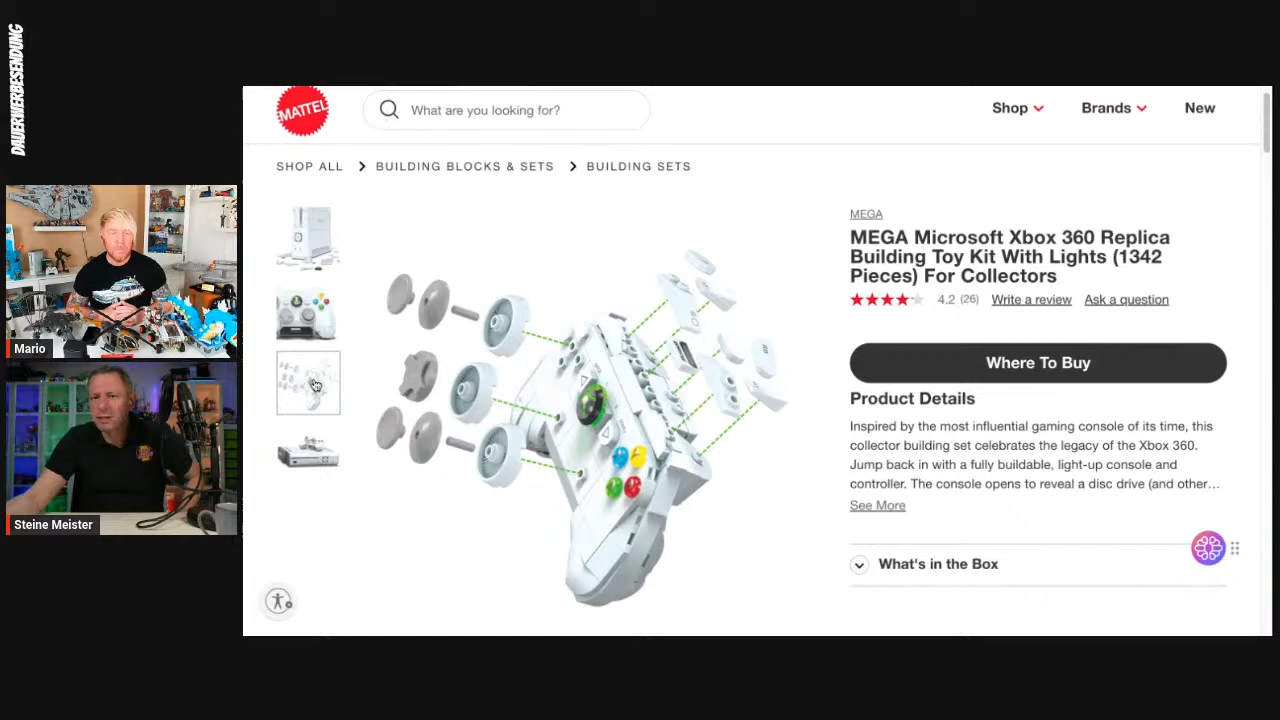 DAUERWERBESENDUNG
MATTEL
What are you looking for?
Shop
Brands
New
SHOP ALL
BUILDING BLOCKS & SETS
BUILDING SETS
MEGA
MEGA Microsoft Xbox 360 Replica
Building Toy Kit With Lights (1342
Pieces) For Collectors
4.2 (26) Write a review Ask a question
Where To Buy
Product Details
Inspired by the most influential gaming console of its time, this
collector building set celebrates the legacy of the Xbox 360.
Jump back in with a fully buildable, light-up console and
controller. The console opens to reveal a disc drive (and other…
See More
What's in the Box
Mario
Steine Meister